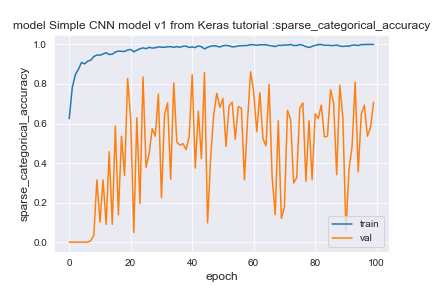 model Simple CNN model v1 from Keras tutorial :sparse_categorical_accuracy
sparse_categorical_accuracy
1.0
0.8
0.6
0.4
0.2
0.0
0 20 40 60 80 100
epoch
train
val